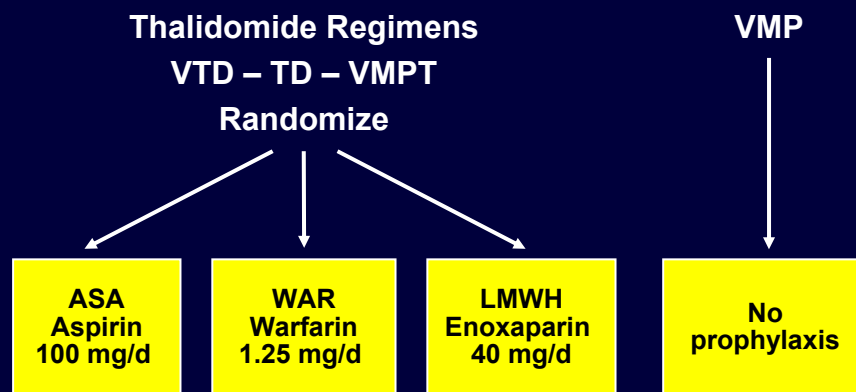 Thalidomide Regimens
VTD – TD – VMPT
Randomize
VMP
ASA
Aspirin
100 mg/d
WAR
Warfarin
1.25 mg/d
LMWH
Enoxaparin
40 mg/d
No
prophylaxis